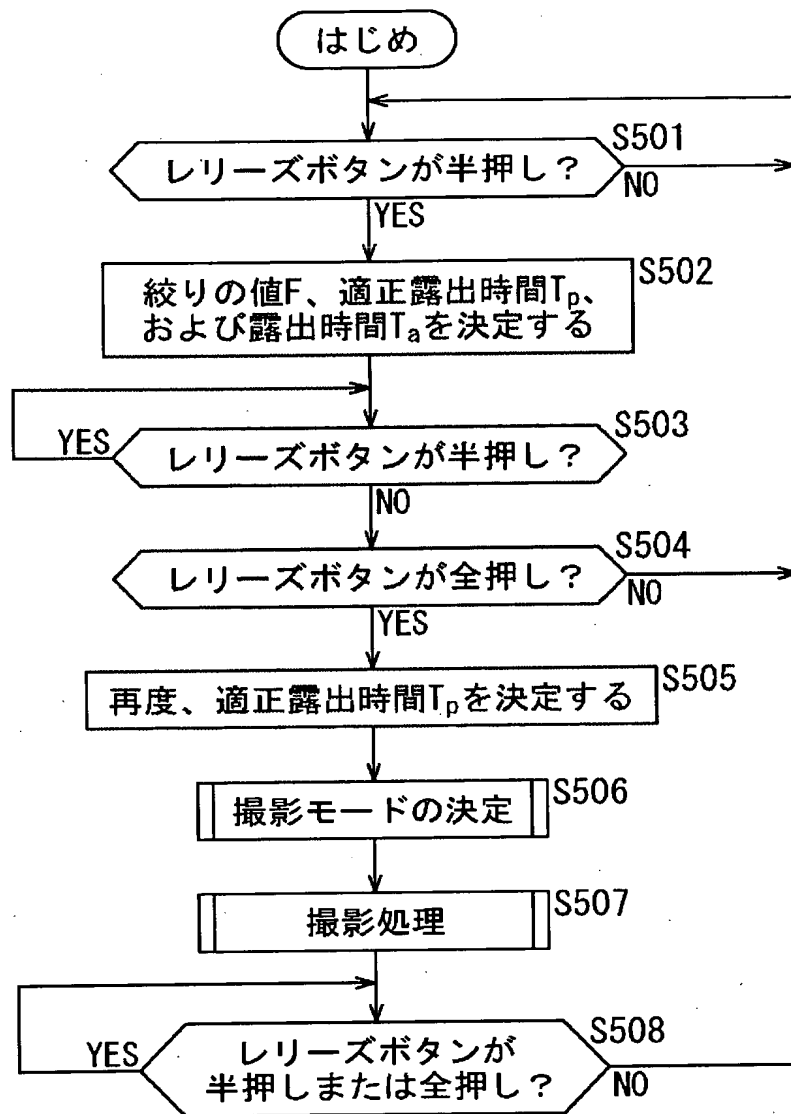 はじめ
S501
レリーズボタンが半押し？
NO
YES
S502
絞りの値F、適正露出時間Tp、
および露出時間Taを決定する
S503
YES
レリーズボタンが半押し？
NO
S504
レリーズボタンが全押し？
NO
YES
S505
再度、適正露出時間Tpを決定する
S506
撮影モードの決定
S507
撮影処理
S508
YES
レリーズボタンが
半押しまたは全押し？
NO